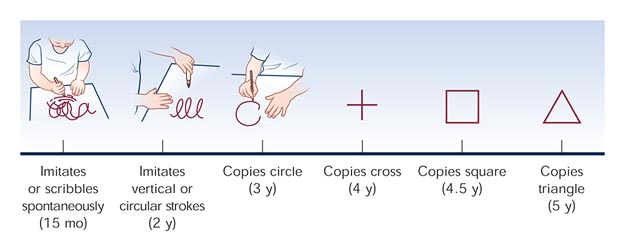 Imitates
or scribbles
spontaneously
(15 mo)
Imitates
vertical or
circular strokes
(2 y)
Copies circle
(3 y)
Copies cross
(4 y)
Copies square
(4.5 y)
Copies
triangle
(5 y)